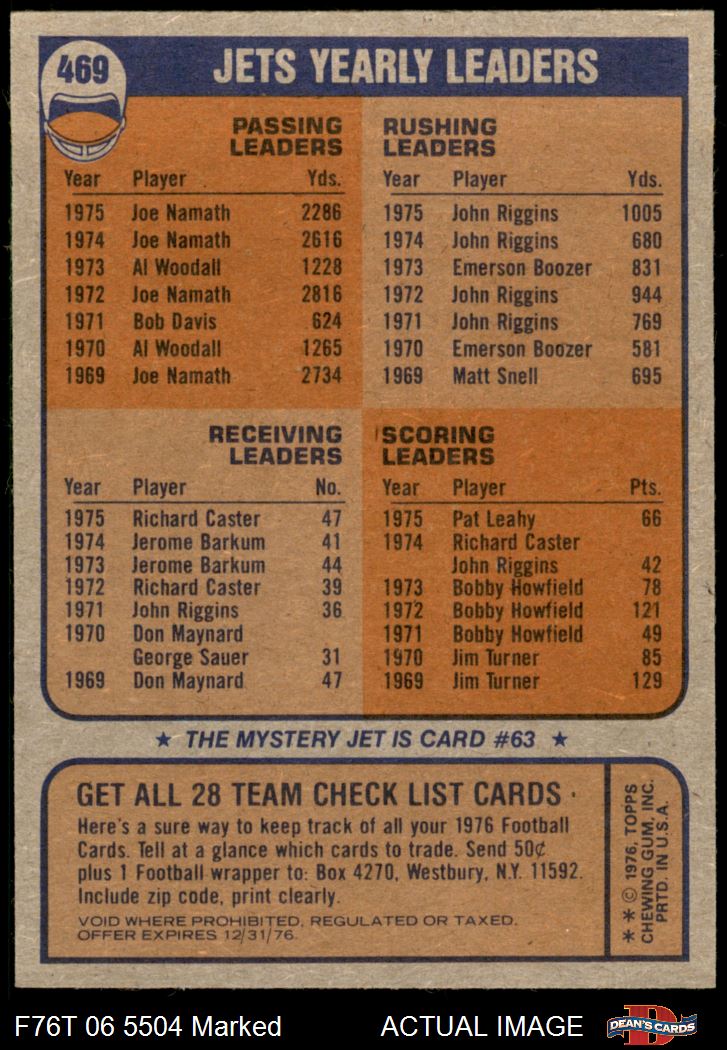 469
JETS YEARLY LEADERS
PASSING
LEADERS
Year Player Yds.
1975 Joe Namath 2286
1974 Joe Namath 2616
1973 Al Woodall 1228
1972 Joe Namath 2816
1971 Bob Davis 624
1970 Al Woodall 1265
1969 Joe Namath 2734
RUSHING
LEADERS
Year Player Yds.
1975 John Riggins 1005
1974 John Riggins 680
1973 Emerson Boozer 831
1972 John Riggins 944
1971 John Riggins 769
1970 Emerson Boozer 581
1969 Matt Snell 695
RECEIVING
LEADERS
Year Player No.
1975 Richard Caster 47
1974 Jerome Barkum 41
1973 Jerome Barkum 44
1972 Richard Caster 39
1971 John Riggins 36
1970 Don Maynard
George Sauer 31
1969 Don Maynard 47
SCORING
LEADERS
Year Player Pts.
1975 Pat Leahy 66
1974 Richard Caster
John Riggins 42
1973 Bobby Howfield 78
1972 Bobby Howfield 121
1971 Bobby Howfield 49
1970 Jim Turner 85
1969 Jim Turner 129
★ THE MYSTERY JET IS CARD #63 ★
GET ALL 28 TEAM CHECK LIST CARDS
Here's a sure way to keep track of all your 1976 Football
Cards. Tell at a glance which cards to trade. Send 50¢
plus 1 Football wrapper to: Box 4270, Westbury, N.Y. 11592.
Include zip code, print clearly.
VOID WHERE PROHIBITED, REGULATED OR TAXED.
OFFER EXPIRES 12/31/76.
** © 1976, TOPPS
CHEWING GUM, INC.
PRTD. IN U.S.A.
F76T 06 5504 Marked
ACTUAL IMAGE
D
DEAN'S CARDS